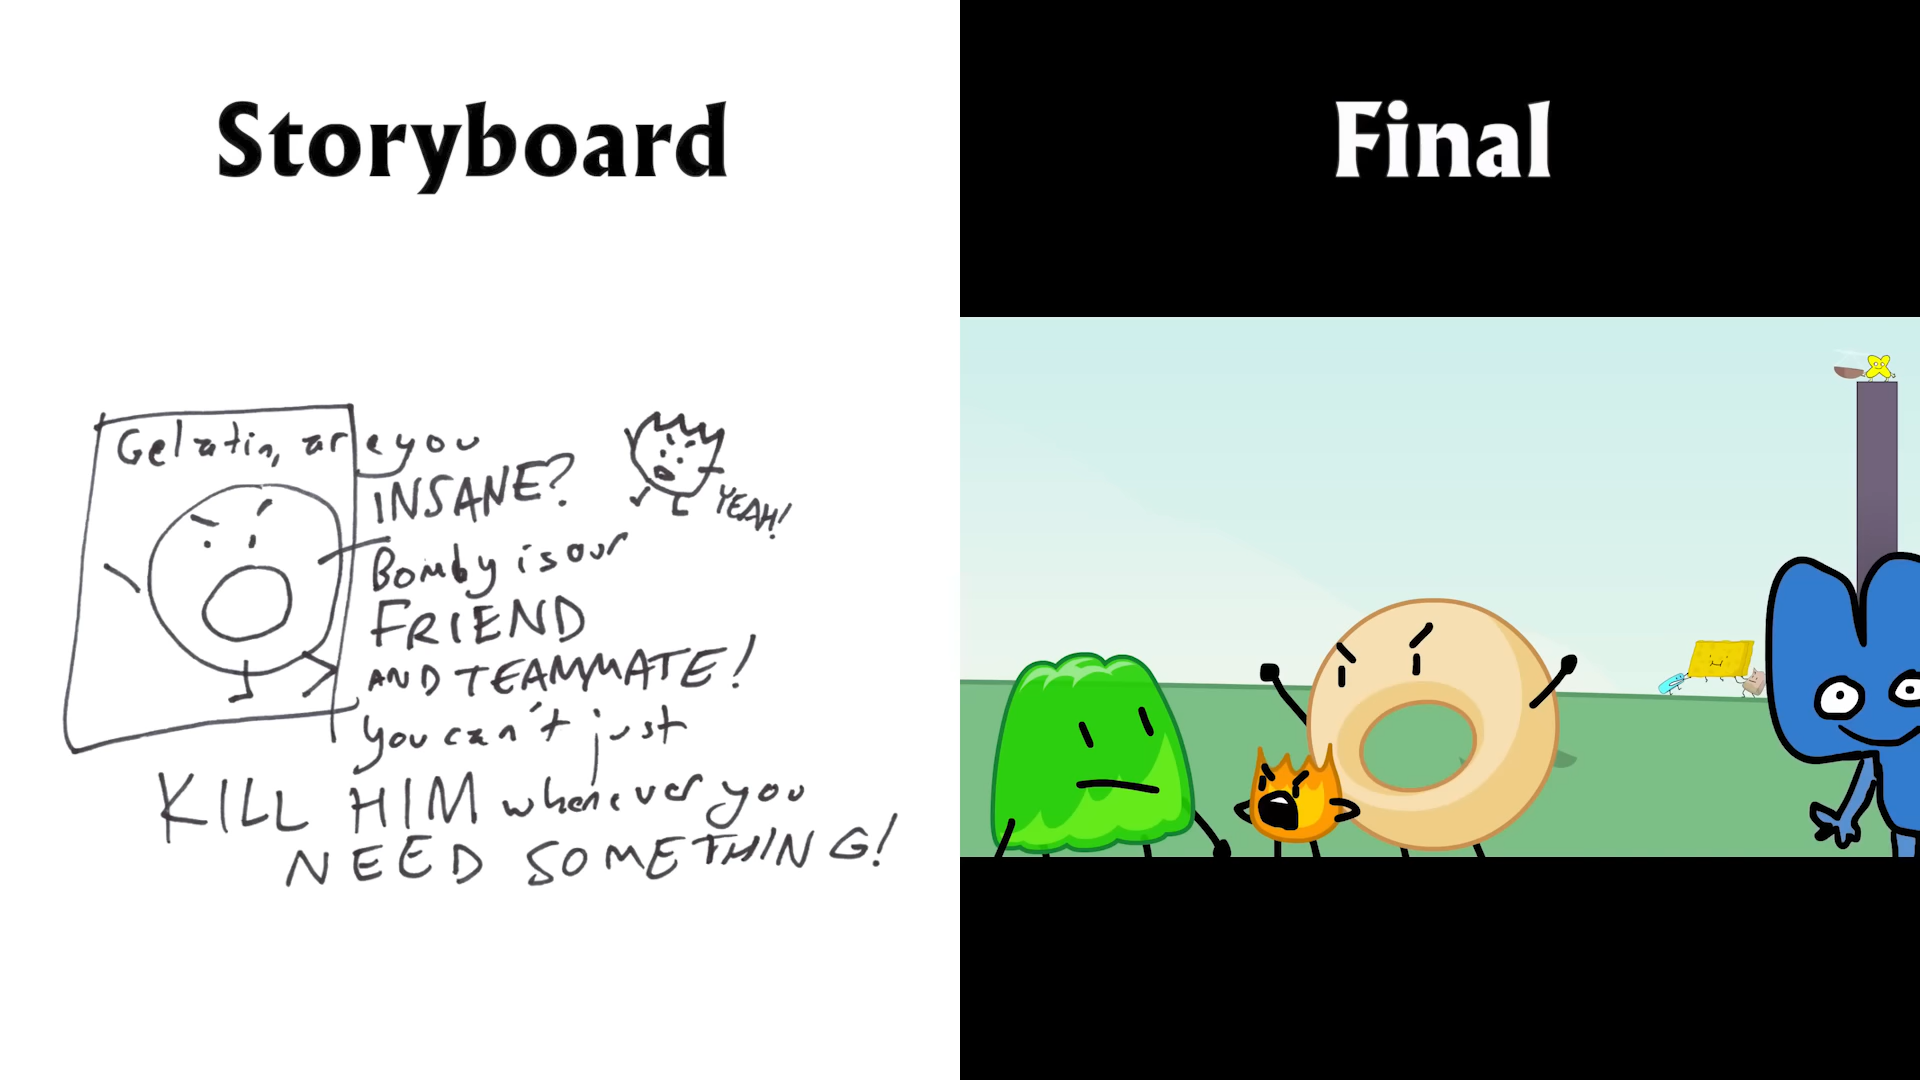 Storyboard
Final
Gelatin, are you
INSANE?
YEAH!
Bomby is our
FRIEND
AND TEAMMATE!
You can't just
KILL HIM whenever you
NEED SOMETHING!